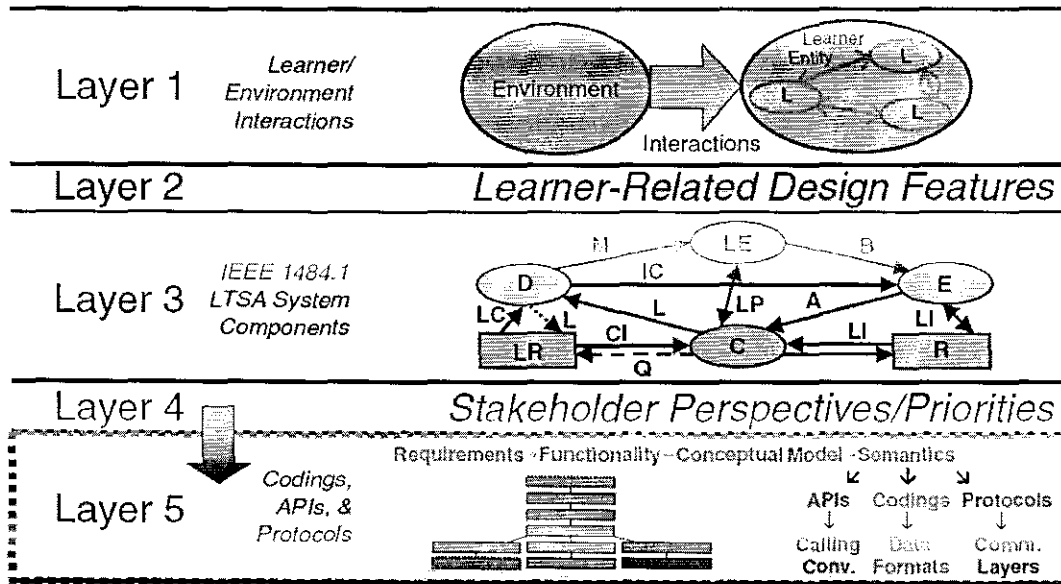 Layer 1
Learner/
Environment
Interactions
Environment
Interactions
Learner
Entity
L
L
L
Layer 2
Learner-Related Design Features
Layer 3
IEEE 1484.1
LTSA System
Components
M
LE
B
D
IC
E
LC
L
L
LP
A
LI
LR
CI
C
LI
R
Q
Layer 4
Stakeholder Perspectives/Priorities
Layer 5
Codings,
APIs, &
Protocols
Requirements - Functionality - Conceptual Model - Semantics
APIs Codings Protocols
Calling Data Comm.
Conv. Formats Layers